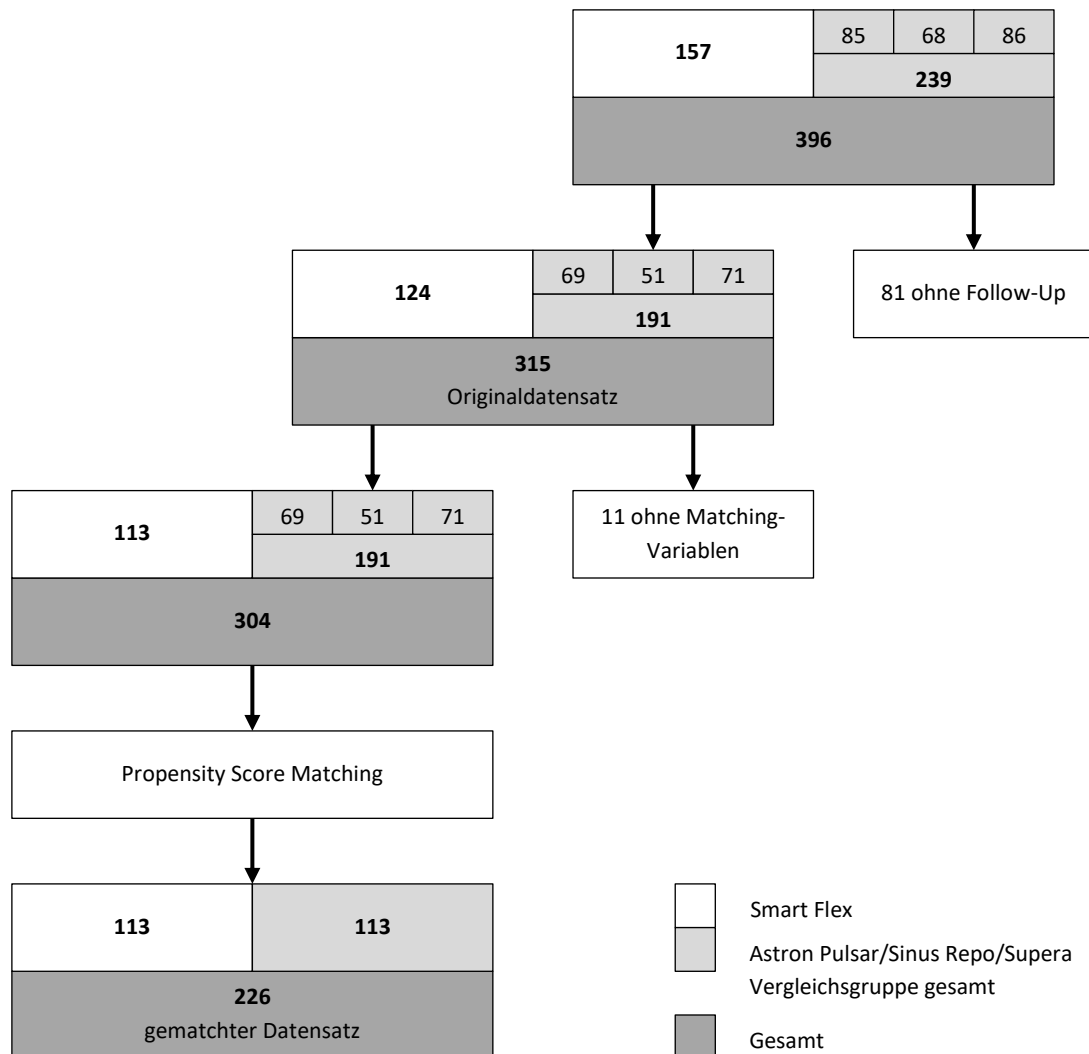 157
85 68 86
239
396
81 ohne Follow-Up
124
69 51 71
191
315
Originaldatensatz
11 ohne Matching-
Variablen
113
69 51 71
191
304
Propensity Score Matching
113
113
226
gematchter Datensatz
Smart Flex
Astron Pulsar/Sinus Repo/Supera
Vergleichsgruppe gesamt
Gesamt